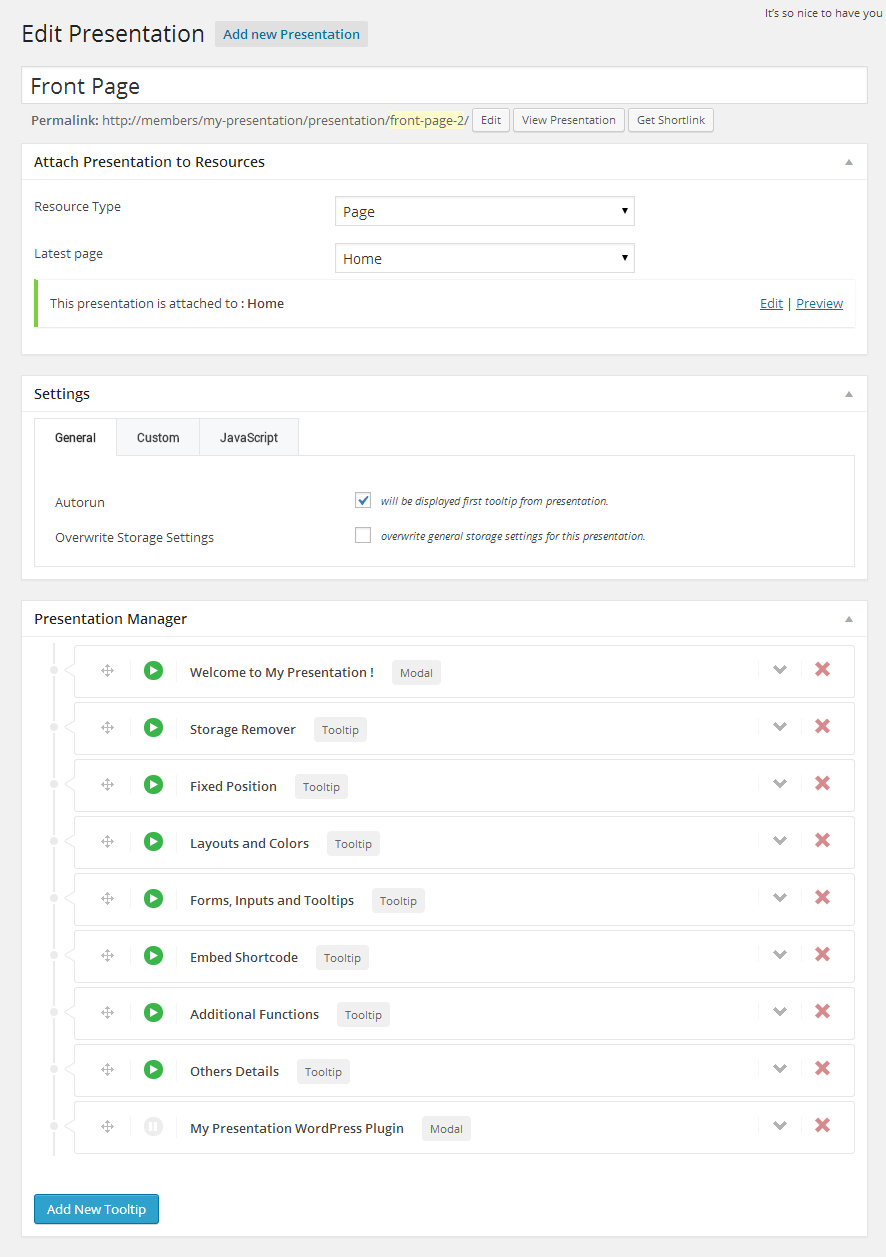 It's so nice to have you
Edit Presentation Add new Presentation
Front Page
Permalink: http://members/my-presentation/presentation/front-page-2/ Edit View Presentation Get Shortlink
Attach Presentation to Resources
Resource Type Page
Latest page Home
This presentation is attached to : Home Edit | Preview
Settings
General Custom JavaScript
Autorun will be displayed first tooltip from presentation.
Overwrite Storage Settings overwrite general storage settings for this presentation.
Presentation Manager
Welcome to My Presentation ! Modal
Storage Remover Tooltip
Fixed Position Tooltip
Layouts and Colors Tooltip
Forms, Inputs and Tooltips Tooltip
Embed Shortcode Tooltip
Additional Functions Tooltip
Others Details Tooltip
My Presentation WordPress Plugin Modal
Add New Tooltip